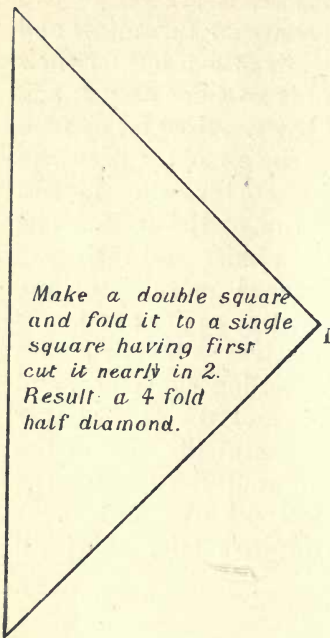 Make a double square
and fold it to a single
square having first
cut it nearly in 2.
Result a 4 fold
half diamond.